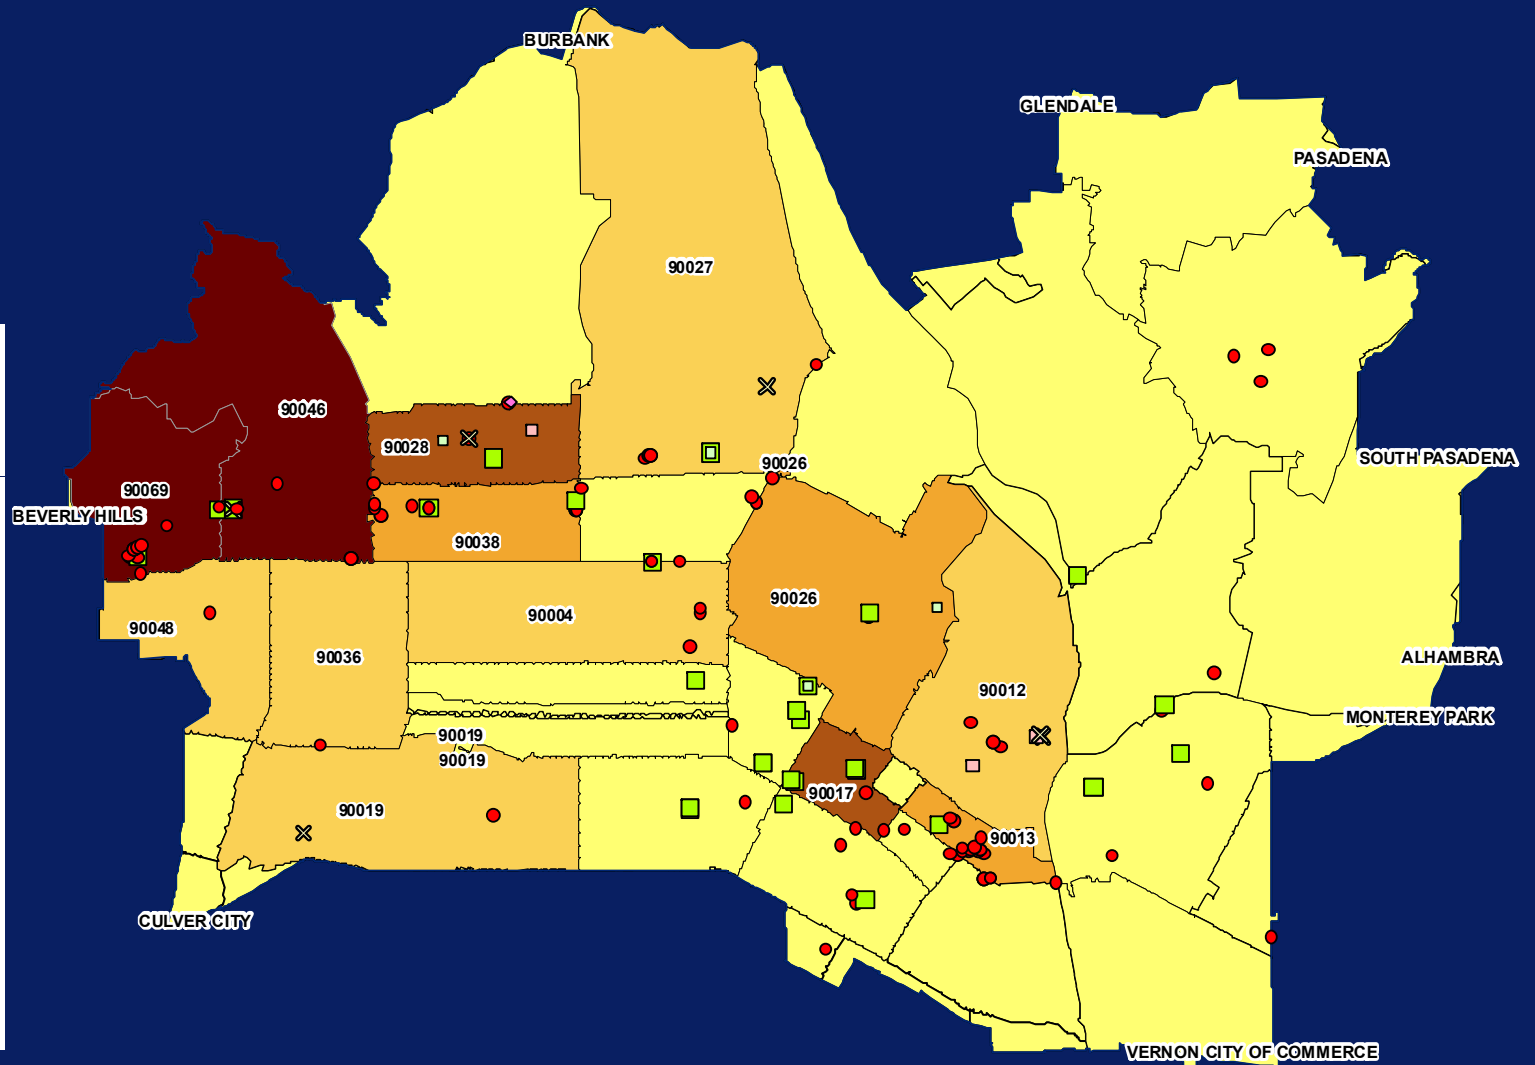 BURBANK
GLENDALE
PASADENA
90027
90046
90028
90026
SOUTH PASADENA
90069
BEVERLY HILLS
90038
90026
90004
90048
90036
ALHAMBRA
90012
MONTEREY PARK
90019
90019
90017
90019
90013
CULVER CITY
VERNON CITY OF COMMERCE